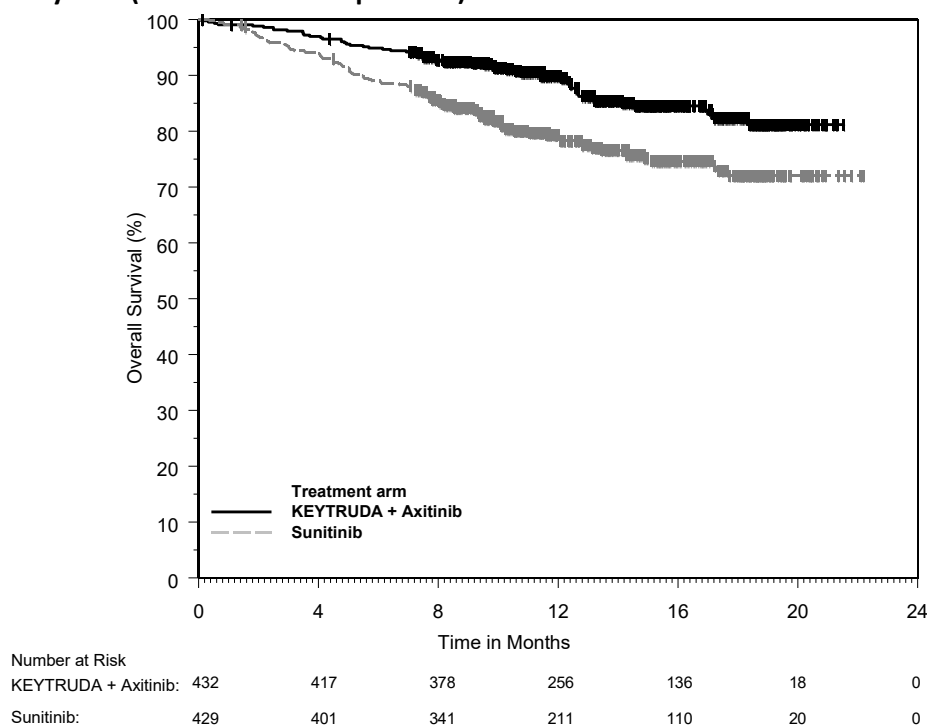 100
90
80
70
60
50
40
30
20
10
0
Overall Survival (%)
Treatment arm
KEYTRUDA + Axitinib
Sunitinib
0 4 8 12 16 20 24
Time in Months
Number at Risk
KEYTRUDA + Axitinib: 432 417 378 256 136 18 0
Sunitinib: 429 401 341 211 110 20 0